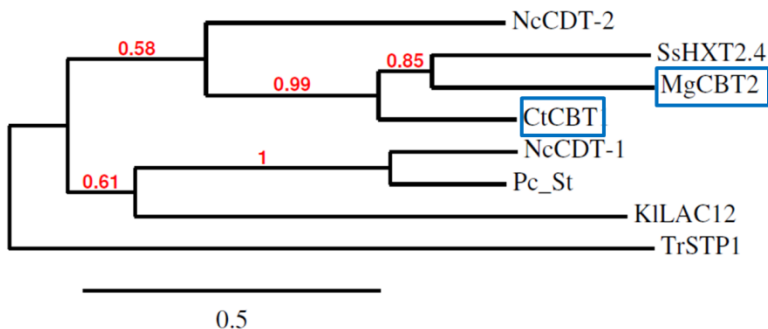 NcCDT-2
0.58
SsHXT2.4
0.85
MgCBT2
0.99
CtCBT
NcCDT-1
1
Pc_St
0.61
KlLAC12
TrSTP1
0.5